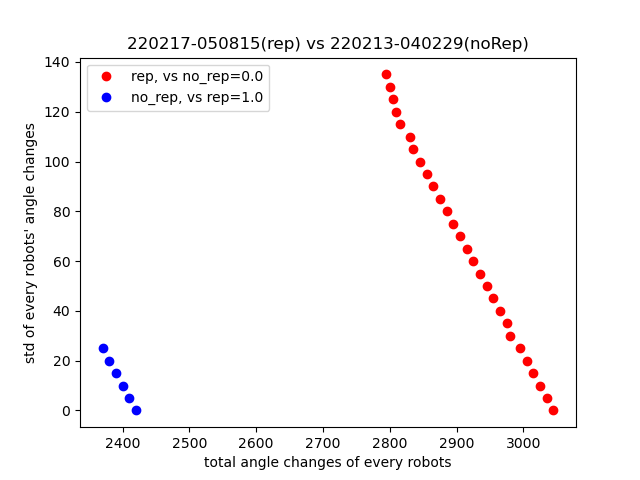 220217-050815(rep) vs 220213-040229(noRep)
rep, vs no_rep=0.0
no_rep, vs rep=1.0
std of every robots' angle changes
140
120
100
80
60
40
20
0
2400 2500 2600 2700 2800 2900 3000
total angle changes of every robots